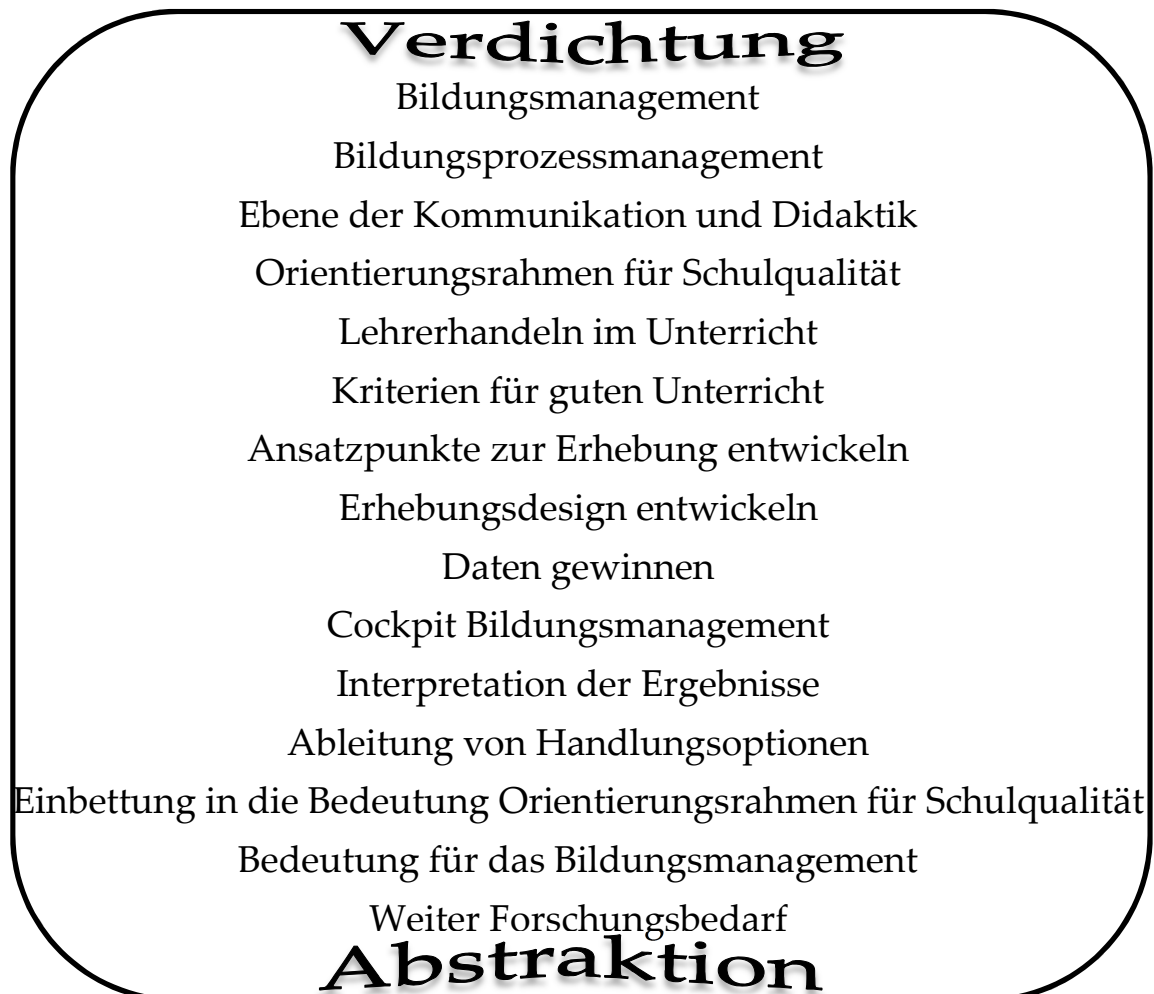 Verdichtung
Bildungsmanagement
Bildungsprozessmanagement
Ebene der Kommunikation und Didaktik
Orientierungsrahmen für Schulqualität
Lehrerhandeln im Unterricht
Kriterien für guten Unterricht
Ansatzpunkte zur Erhebung entwickeln
Erhebungsdesign entwickeln
Daten gewinnen
Cockpit Bildungsmanagement
Interpretation der Ergebnisse
Ableitung von Handlungsoptionen
Einbettung in die Bedeutung Orientierungsrahmen für Schulqualität
Bedeutung für das Bildungsmanagement
Weiter Forschungsbedarf
Abstraktion